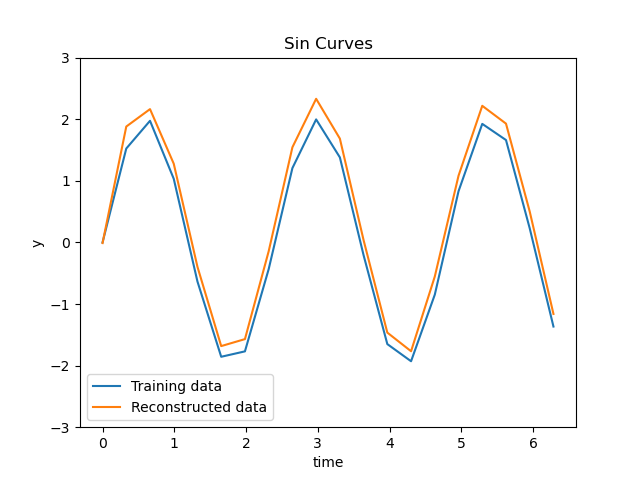 Sin Curves
3
2
1
0
−1
−2
−3
y
Training data
Reconstructed data
0 1 2 3 4 5 6
time